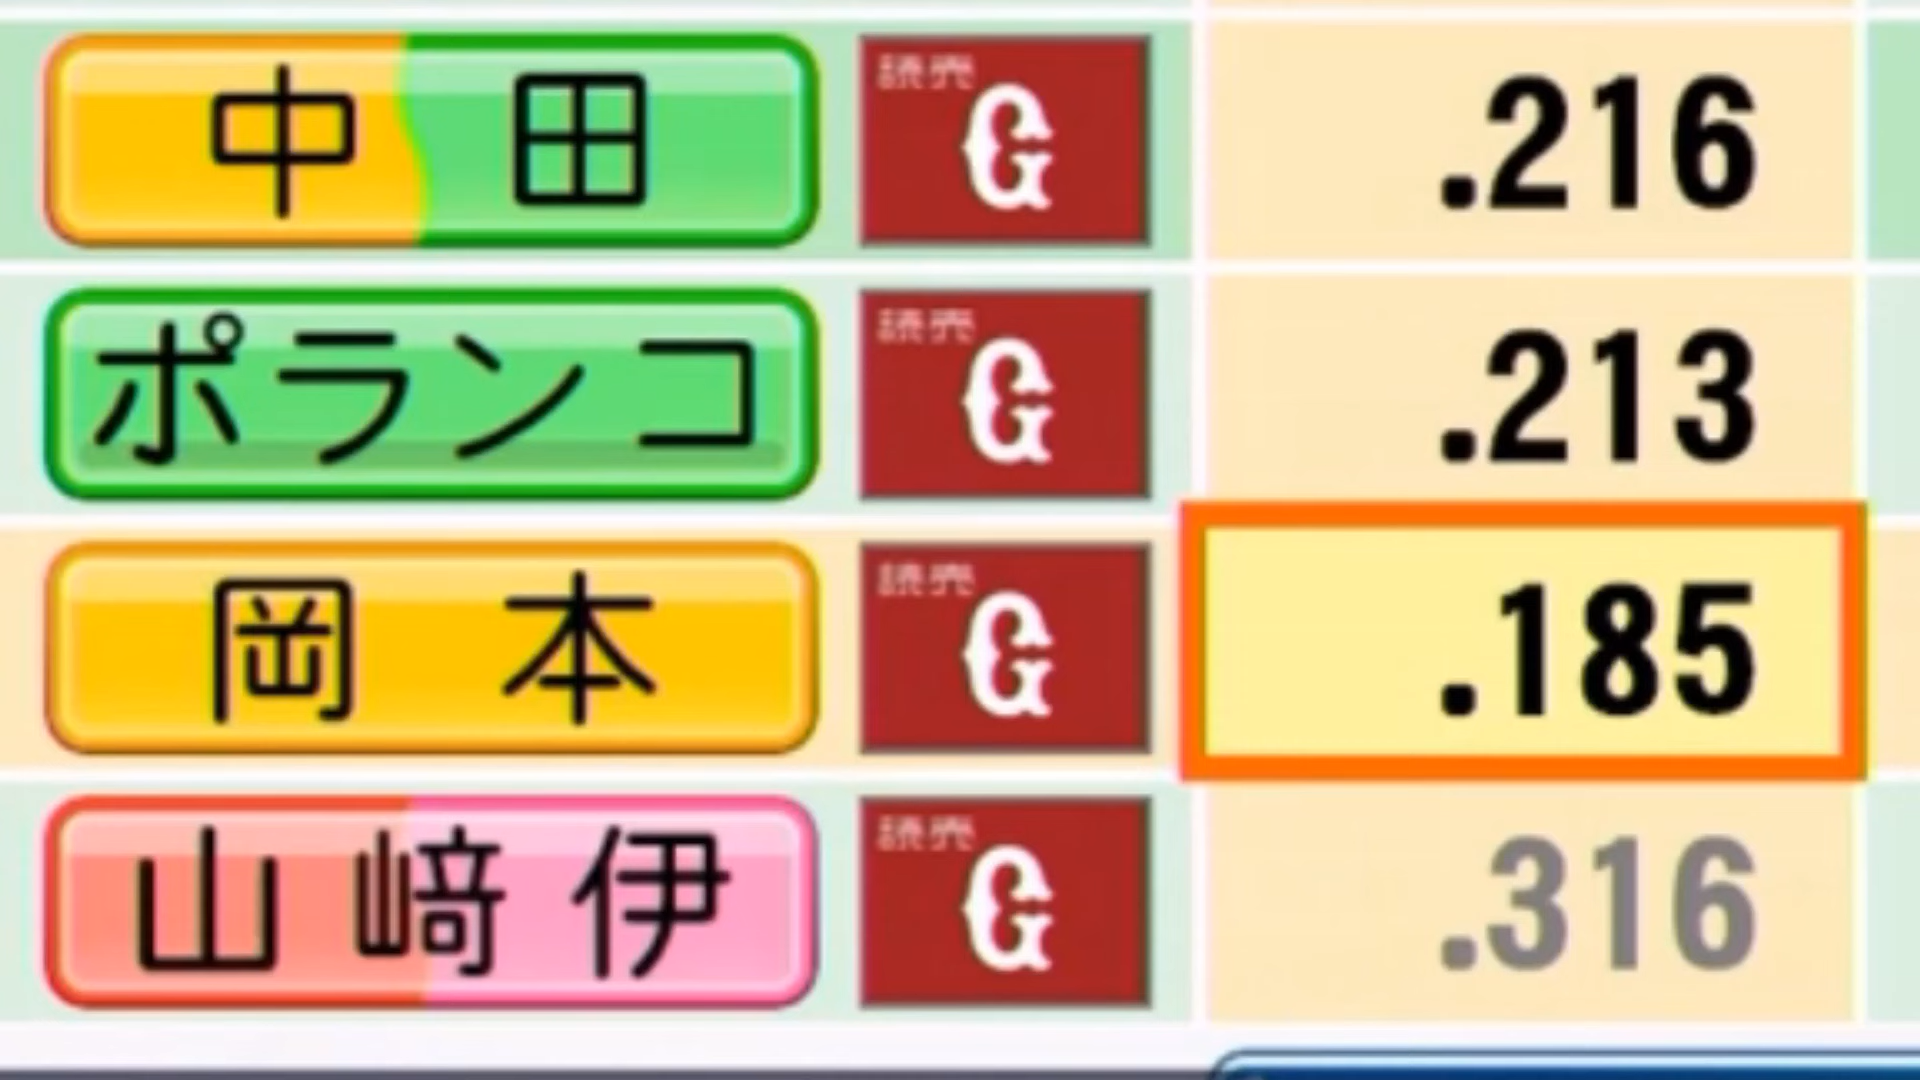 中田 読売 G .216
ポランコ 読売 G .213
岡本 読売 G .185
山﨑伊 読売 G .316